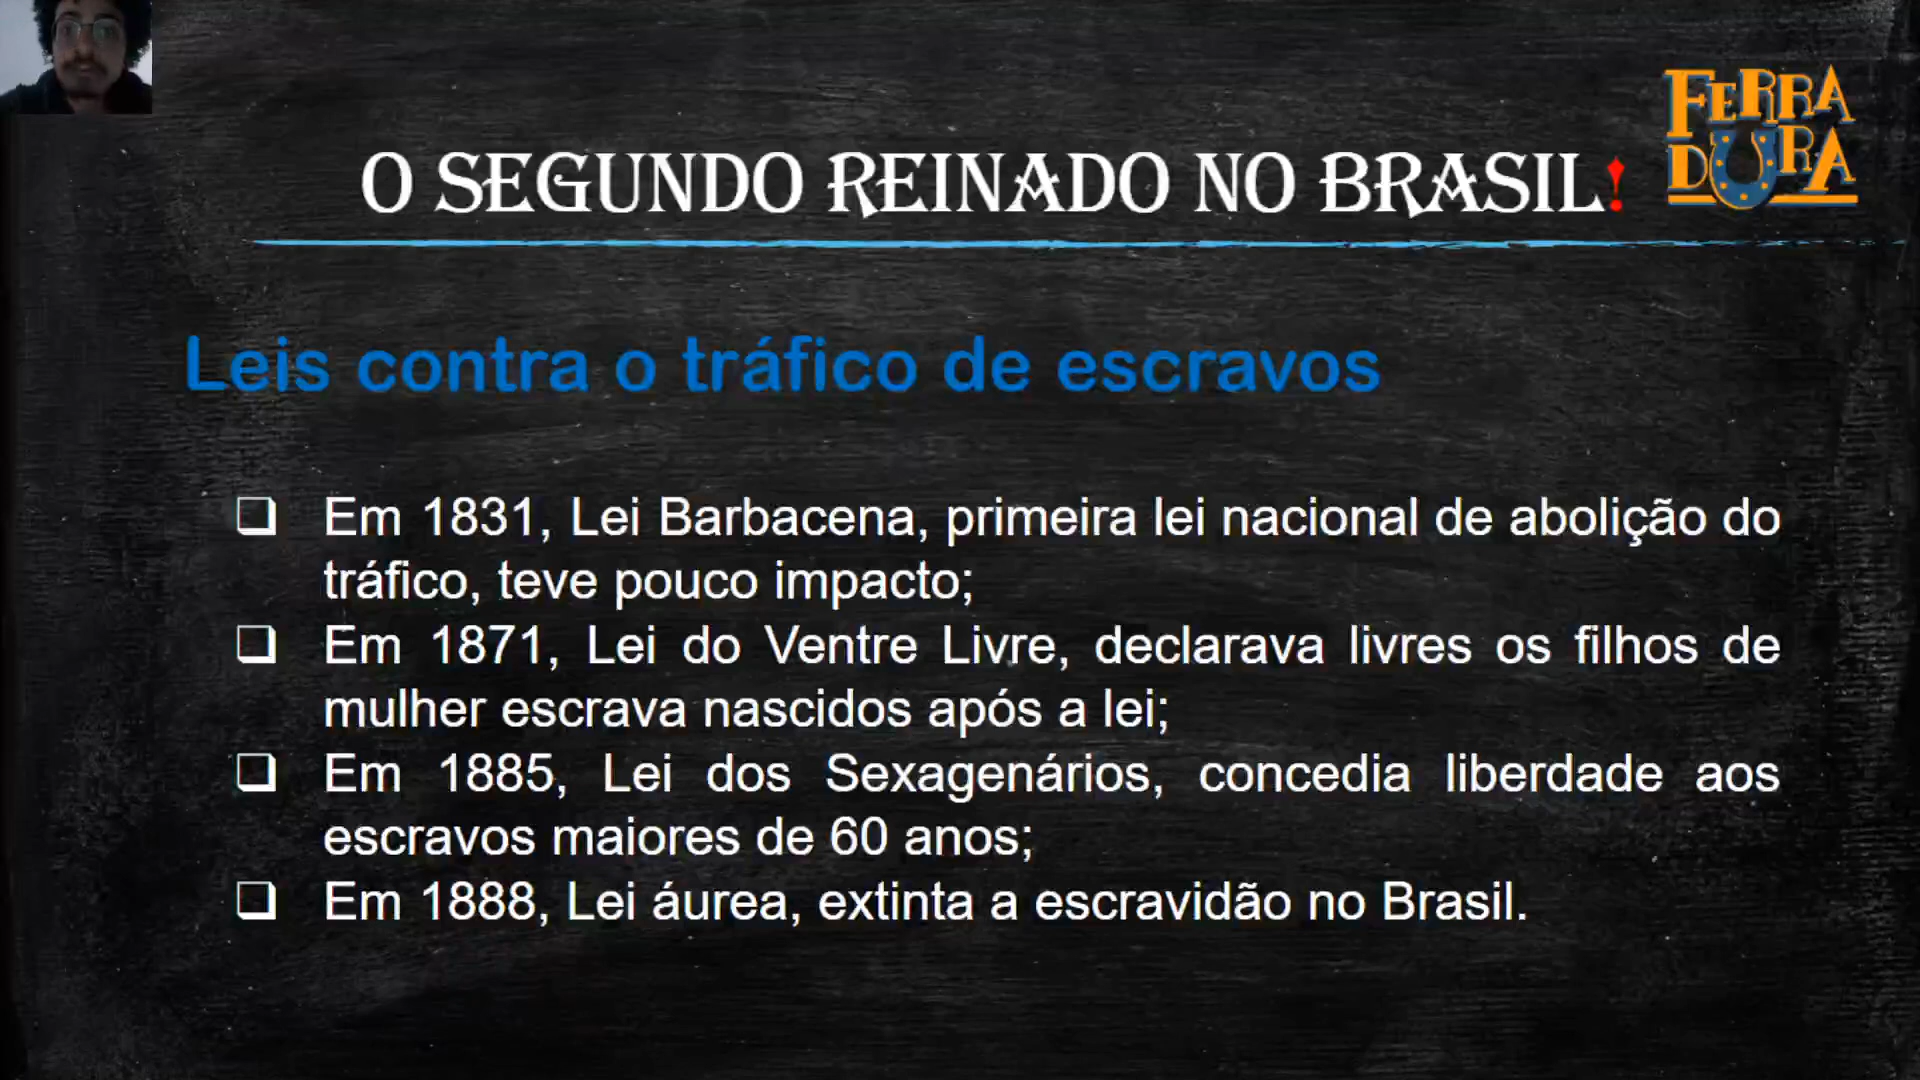 FERRA
DURA
O SEGUNDO REINADO NO BRASIL!
Leis contra o tráfico de escravos
Em 1831, Lei Barbacena, primeira lei nacional de abolição do
tráfico, teve pouco impacto;
Em 1871, Lei do Ventre Livre, declarava livres os filhos de
mulher escrava nascidos após a lei;
Em 1885, Lei dos Sexagenários, concedia liberdade aos
escravos maiores de 60 anos;
Em 1888, Lei áurea, extinta a escravidão no Brasil.